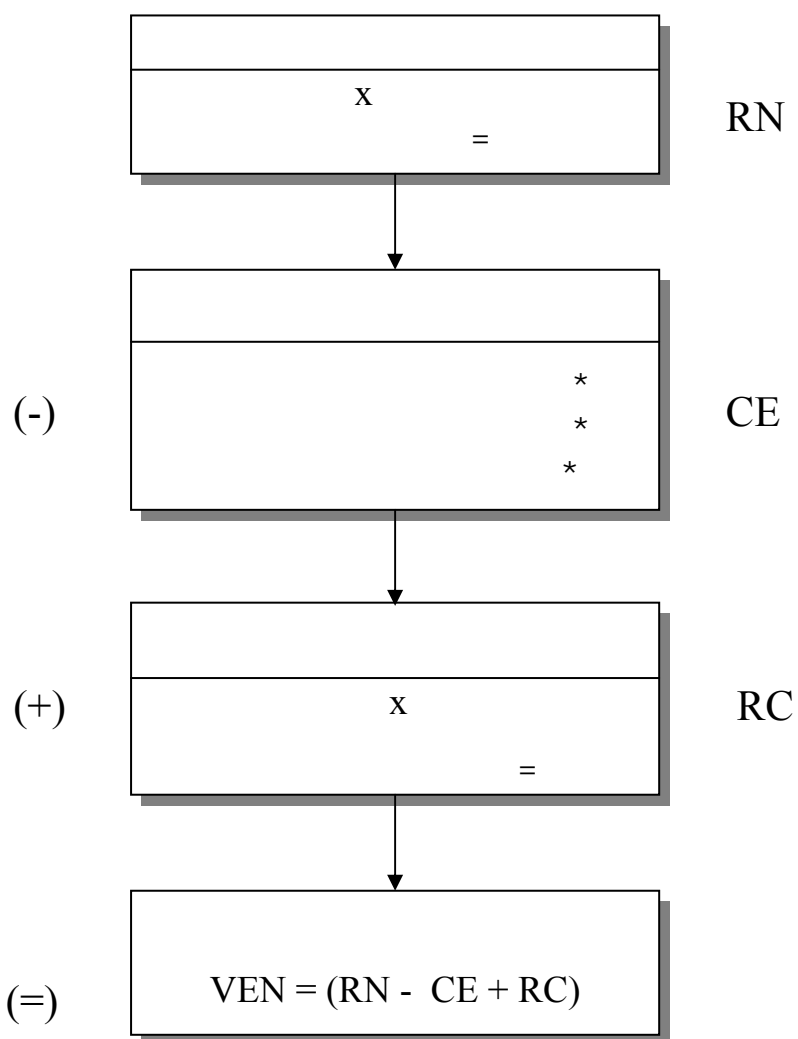 x
RN
=
*
(-) * CE
*
(+) x RC
=
VEN = (RN - CE + RC)
(=)